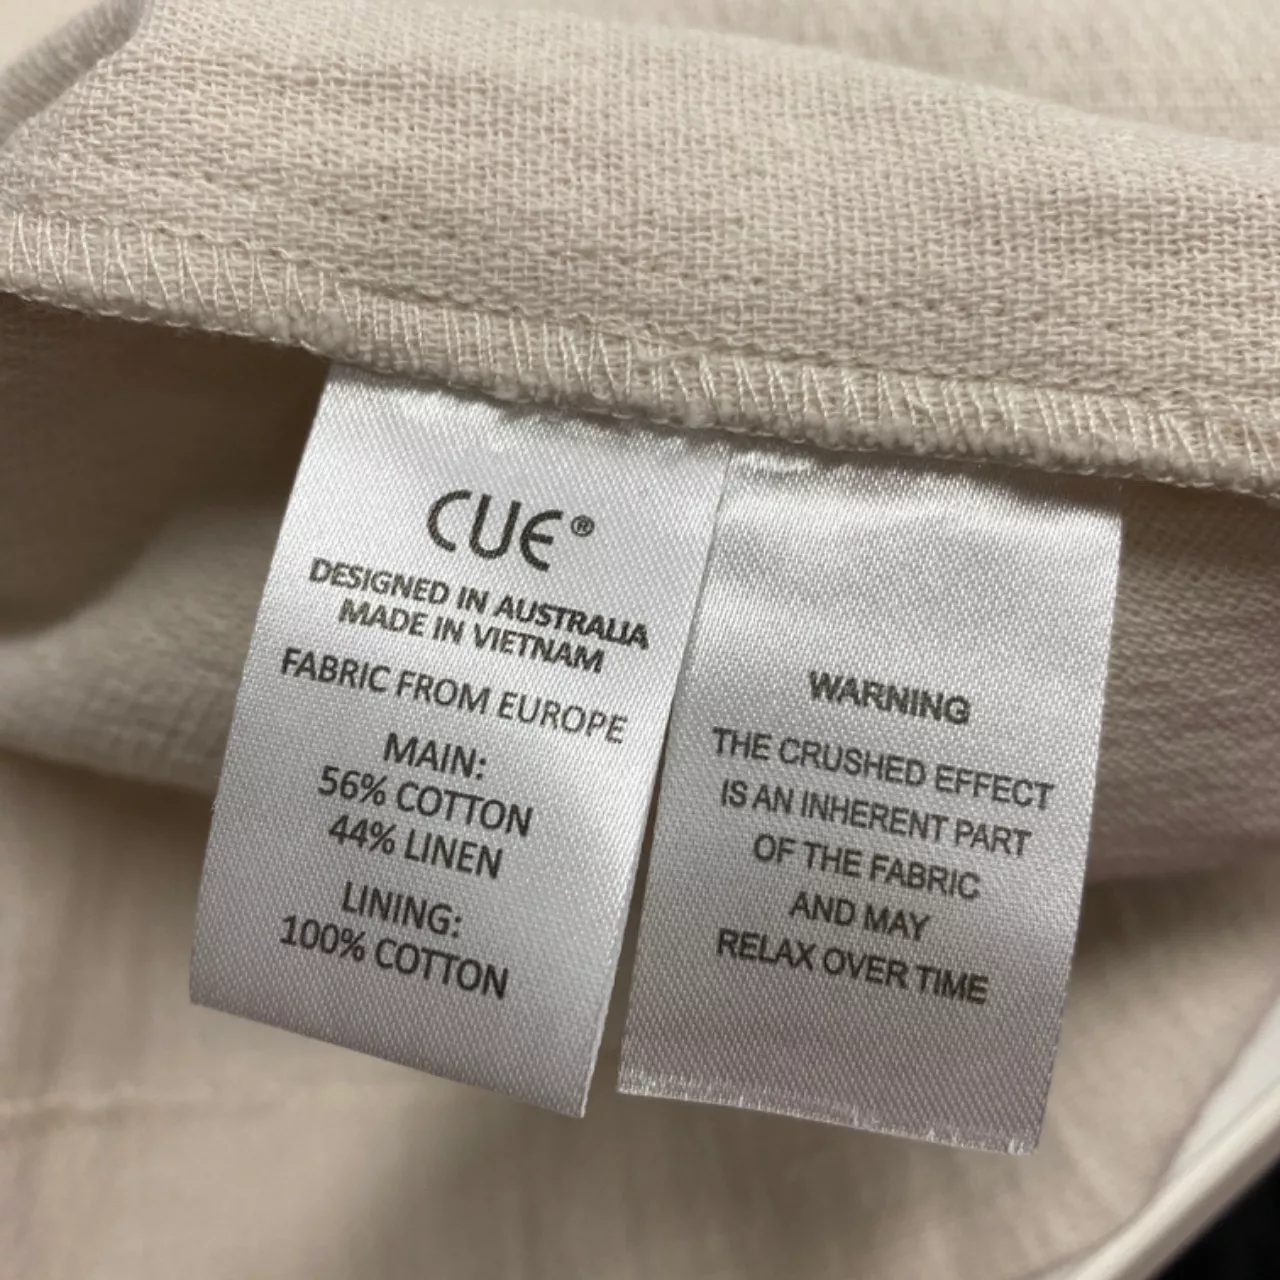 CUE®
DESIGNED IN AUSTRALIA
MADE IN VIETNAM
FABRIC FROM EUROPE
MAIN:
56% COTTON
44% LINEN
LINING:
100% COTTON
WARNING
THE CRUSHED EFFECT
IS AN INHERENT PART
OF THE FABRIC
AND MAY
RELAX OVER TIME